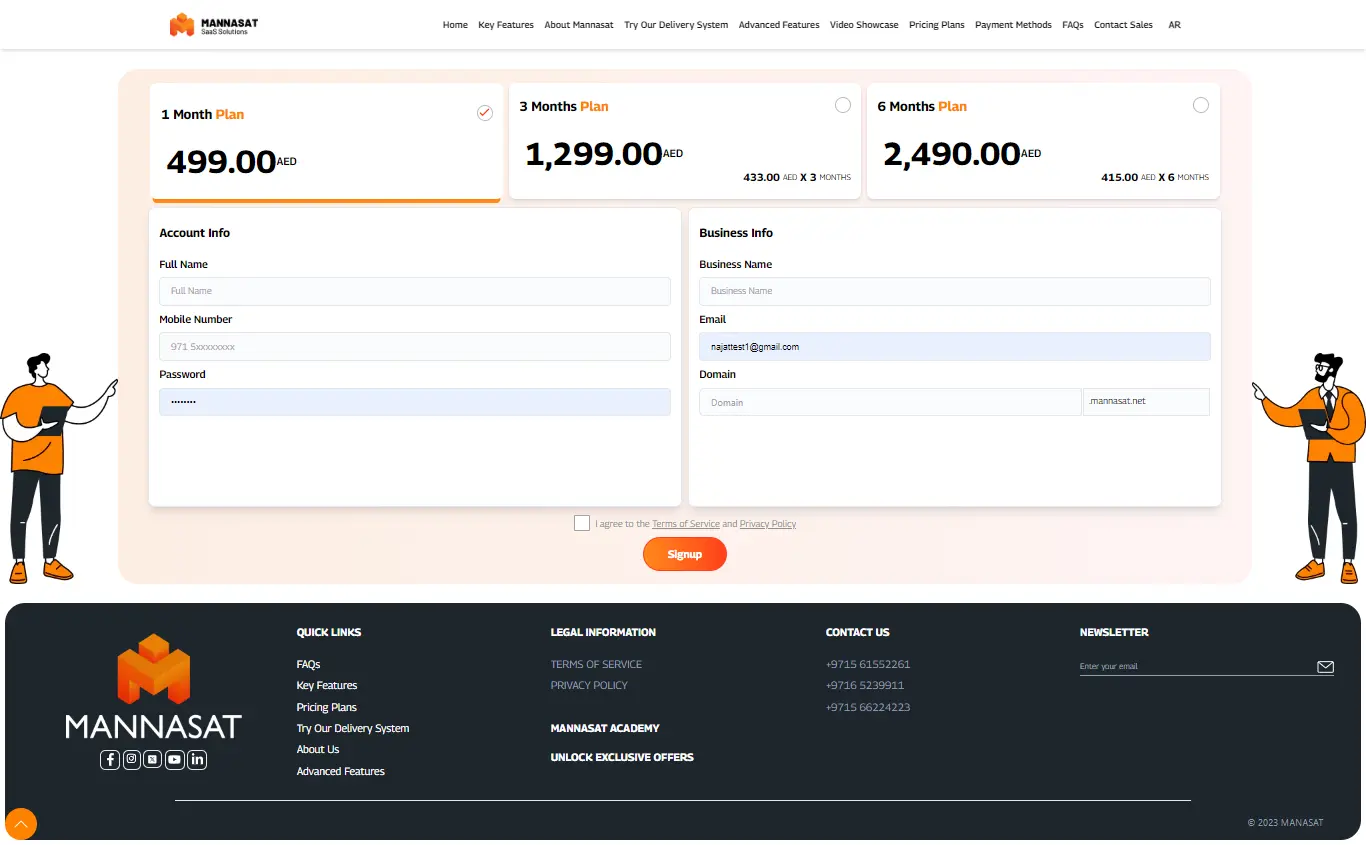 MANNASAT
SaaS Solutions
Home Key Features About Mannasat Try Our Delivery System Advanced Features Video Showcase Pricing Plans Payment Methods FAQs Contact Sales AR
1 Month Plan
499.00 AED
3 Months Plan
1,299.00 AED
433.00 AED X 3 MONTHS
6 Months Plan
2,490.00 AED
415.00 AED X 6 MONTHS
Account Info
Full Name
Full Name
Mobile Number
971 5xxxxxxxx
Password
••••••••
Business Info
Business Name
Business Name
Email
najattest1@gmail.com
Domain
Domain .mannasat.net
I agree to the Terms of Service and Privacy Policy
Signup
MANNASAT
QUICK LINKS
FAQs
Key Features
Pricing Plans
Try Our Delivery System
About Us
Advanced Features
LEGAL INFORMATION
TERMS OF SERVICE
PRIVACY POLICY
MANNASAT ACADEMY
UNLOCK EXCLUSIVE OFFERS
CONTACT US
+9715 61552261
+9716 5239911
+9715 66224223
NEWSLETTER
Enter your email
© 2023 MANASAT